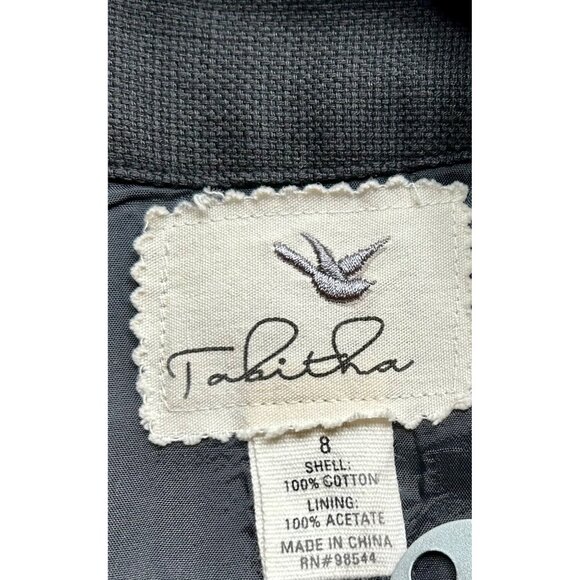 Tabitha
8
SHELL:
100% COTTON
LINING:
100% ACETATE
MADE IN CHINA
RN#98544